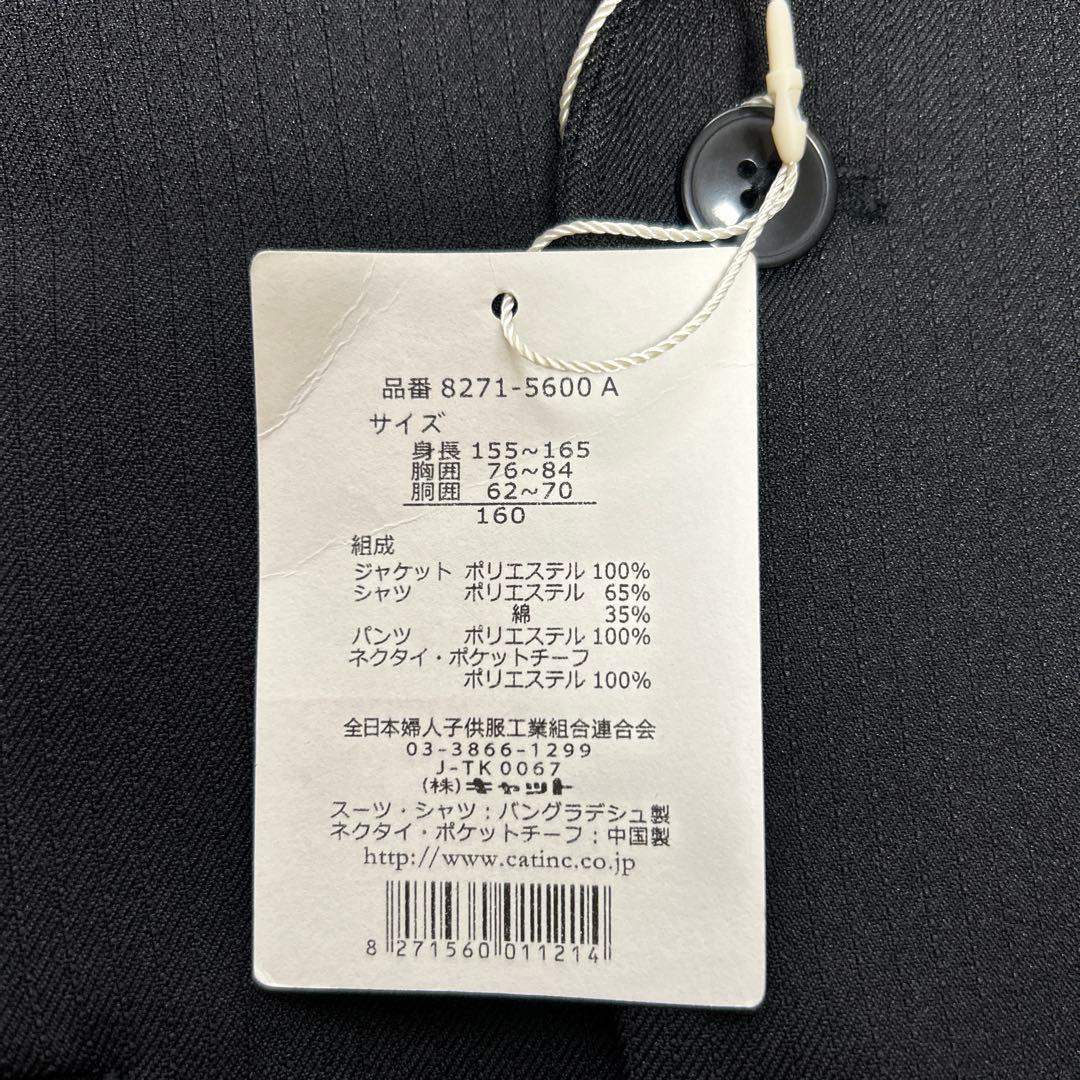 品番 8271-5600 A
サイズ
身長 155~165
胸囲 76~84
胴囲 62~70
160
組成
ジャケット ポリエステル 100%
シャツ ポリエステル 65%
綿 35%
パンツ ポリエステル 100%
ネクタイ・ポケットチーフ
ポリエステル 100%
全日本婦人子供服工業組合連合会
03-3866-1299
J-TK 0067
(株)キャット
スーツ・シャツ:バングラデシュ製
ネクタイ・ポケットチーフ:中国製
http://www.catinc.co.jp
8 271560 011214